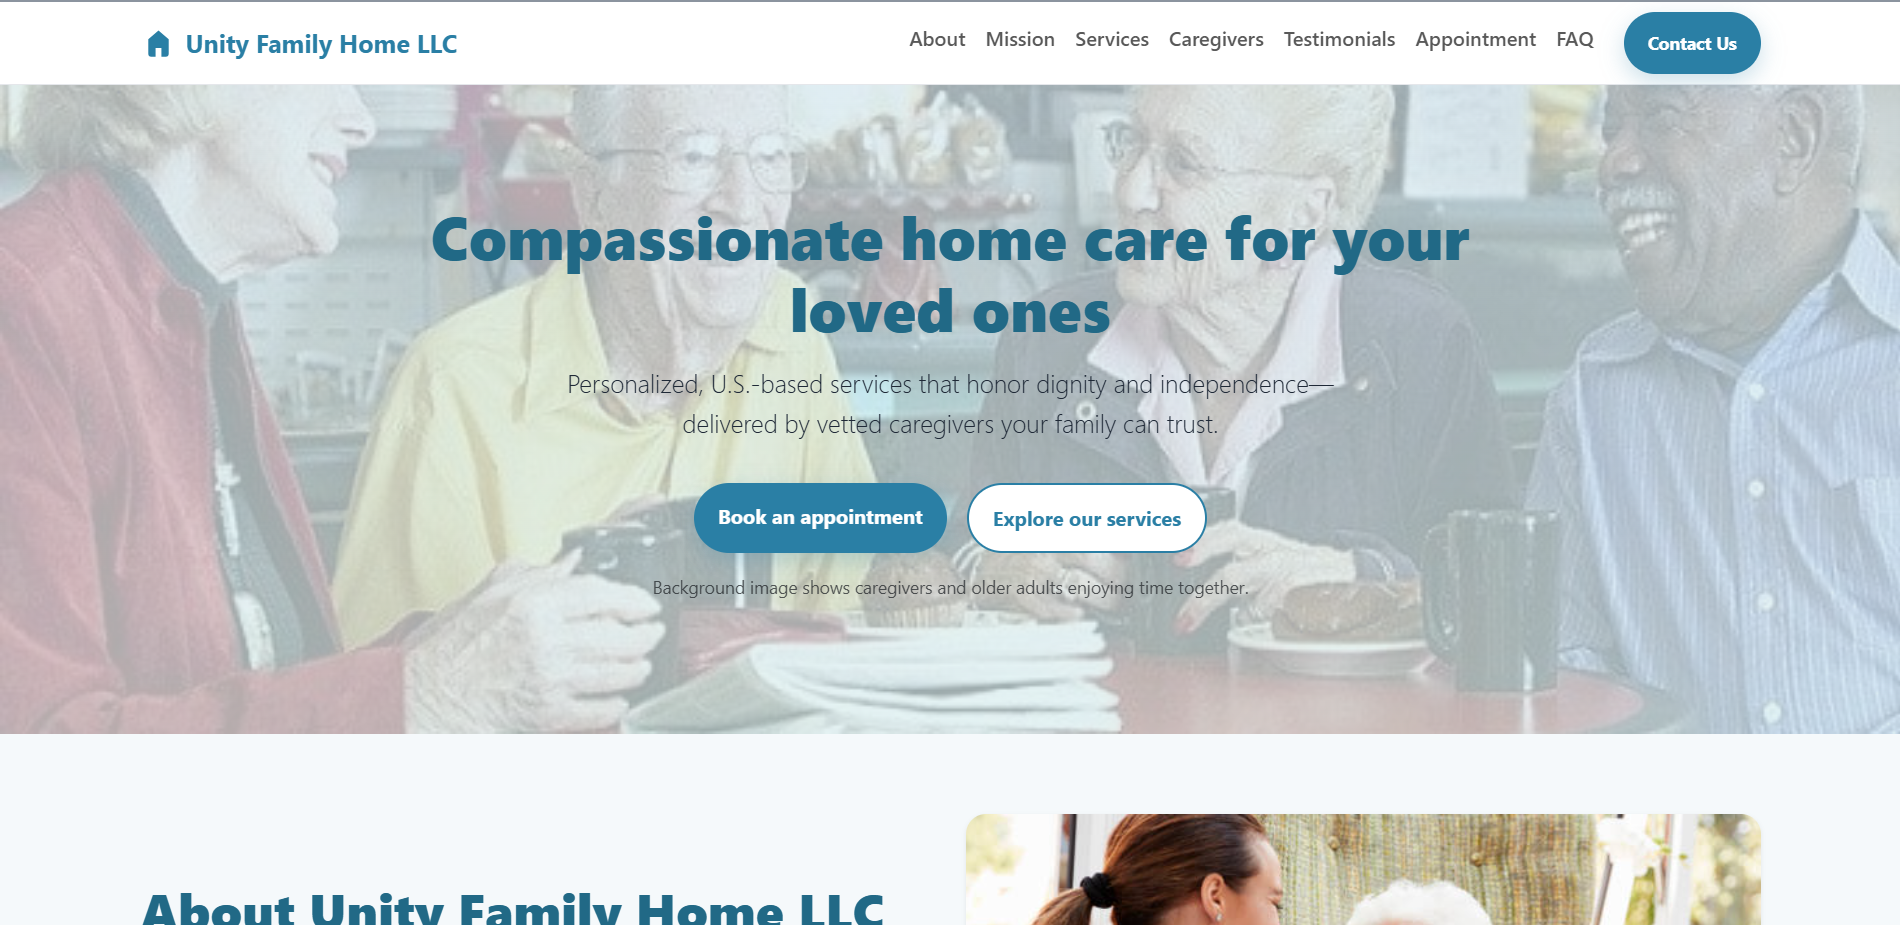 Unity Family Home LLC
About Mission Services Caregivers Testimonials Appointment FAQ Contact Us
Compassionate home care for your
loved ones
Personalized, U.S.-based services that honor dignity and independence—
delivered by vetted caregivers your family can trust.
Book an appointment Explore our services
Background image shows caregivers and older adults enjoying time together.
About Unity Family Home LLC